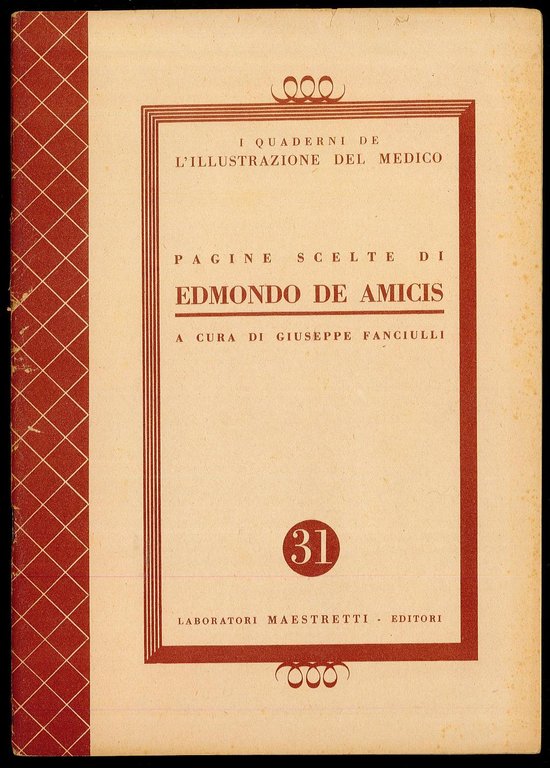 I QUADERNI DE
L'ILLUSTRAZIONE DEL MEDICO
PAGINE SCELTE DI
EDMONDO DE AMICIS
A CURA DI GIUSEPPE FANCIULLI
31
LABORATORI MAESTRETTI - EDITORI